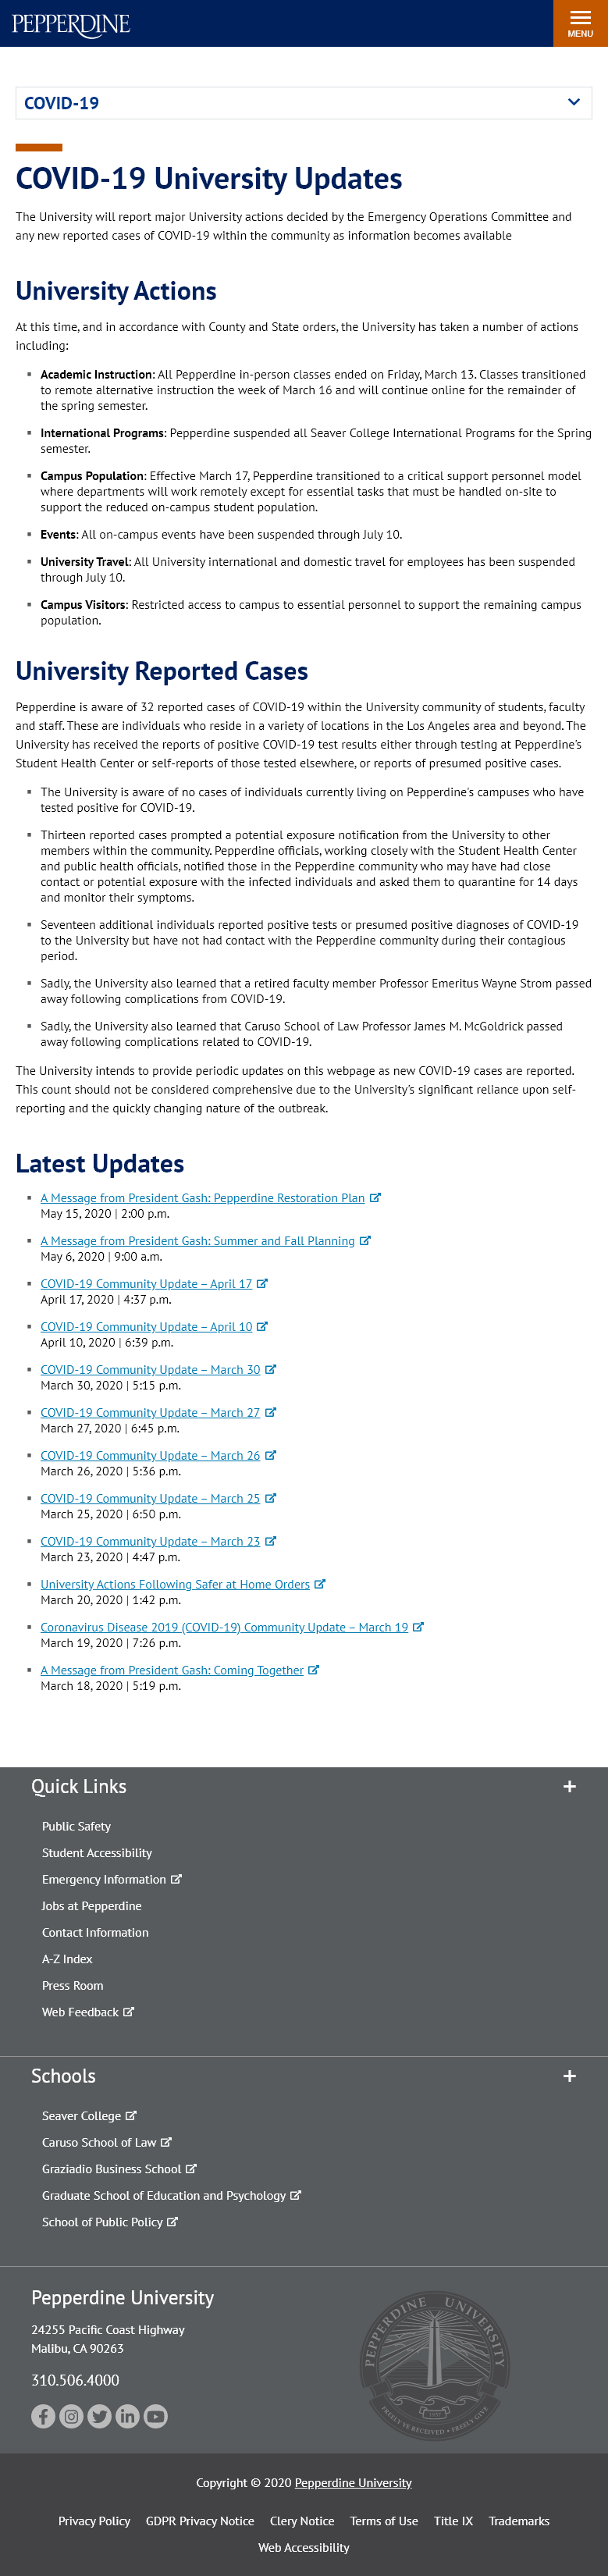 PEPPERDINE
MENU
COVID-19
COVID-19 University Updates
The University will report major University actions decided by the Emergency Operations Committee and
any new reported cases of COVID-19 within the community as information becomes available
University Actions
At this time, and in accordance with County and State orders, the University has taken a number of actions
including:
Academic Instruction: All Pepperdine in-person classes ended on Friday, March 13. Classes transitioned
to remote alternative instruction the week of March 16 and will continue online for the remainder of
the spring semester.
International Programs: Pepperdine suspended all Seaver College International Programs for the Spring
semester.
Campus Population: Effective March 17, Pepperdine transitioned to a critical support personnel model
where departments will work remotely except for essential tasks that must be handled on-site to
support the reduced on-campus student population.
Events: All on-campus events have been suspended through July 10.
University Travel: All University international and domestic travel for employees has been suspended
through July 10.
Campus Visitors: Restricted access to campus to essential personnel to support the remaining campus
population.
University Reported Cases
Pepperdine is aware of 32 reported cases of COVID-19 within the University community of students, faculty
and staff. These are individuals who reside in a variety of locations in the Los Angeles area and beyond. The
University has received the reports of positive COVID-19 test results either through testing at Pepperdine's
Student Health Center or self-reports of those tested elsewhere, or reports of presumed positive cases.
The University is aware of no cases of individuals currently living on Pepperdine's campuses who have
tested positive for COVID-19.
Thirteen reported cases prompted a potential exposure notification from the University to other
members within the community. Pepperdine officials, working closely with the Student Health Center
and public health officials, notified those in the Pepperdine community who may have had close
contact or potential exposure with the infected individuals and asked them to quarantine for 14 days
and monitor their symptoms.
Seventeen additional individuals reported positive tests or presumed positive diagnoses of COVID-19
to the University but have not had contact with the Pepperdine community during their contagious
period.
Sadly, the University also learned that a retired faculty member Professor Emeritus Wayne Strom passed
away following complications from COVID-19.
Sadly, the University also learned that Caruso School of Law Professor James M. McGoldrick passed
away following complications related to COVID-19.
The University intends to provide periodic updates on this webpage as new COVID-19 cases are reported.
This count should not be considered comprehensive due to the University's significant reliance upon self-
reporting and the quickly changing nature of the outbreak.
Latest Updates
A Message from President Gash: Pepperdine Restoration Plan
May 15, 2020 | 2:00 p.m.
A Message from President Gash: Summer and Fall Planning
May 6, 2020 | 9:00 a.m.
COVID-19 Community Update – April 17
April 17, 2020 | 4:37 p.m.
COVID-19 Community Update – April 10
April 10, 2020 | 6:39 p.m.
COVID-19 Community Update – March 30
March 30, 2020 | 5:15 p.m.
COVID-19 Community Update – March 27
March 27, 2020 | 6:45 p.m.
COVID-19 Community Update – March 26
March 26, 2020 | 5:36 p.m.
COVID-19 Community Update – March 25
March 25, 2020 | 6:50 p.m.
COVID-19 Community Update – March 23
March 23, 2020 | 4:47 p.m.
University Actions Following Safer at Home Orders
March 20, 2020 | 1:42 p.m.
Coronavirus Disease 2019 (COVID-19) Community Update – March 19
March 19, 2020 | 7:26 p.m.
A Message from President Gash: Coming Together
March 18, 2020 | 5:19 p.m.
Quick Links
Public Safety
Student Accessibility
Emergency Information
Jobs at Pepperdine
Contact Information
A-Z Index
Press Room
Web Feedback
Schools
Seaver College
Caruso School of Law
Graziadio Business School
Graduate School of Education and Psychology
School of Public Policy
Pepperdine University
24255 Pacific Coast Highway
Malibu, CA 90263
310.506.4000
PEPPERDINE UNIVERSITY
FREELY YE RECEIVED • FREELY GIVE
Copyright © 2020 Pepperdine University
Privacy Policy GDPR Privacy Notice Clery Notice Terms of Use Title IX Trademarks
Web Accessibility